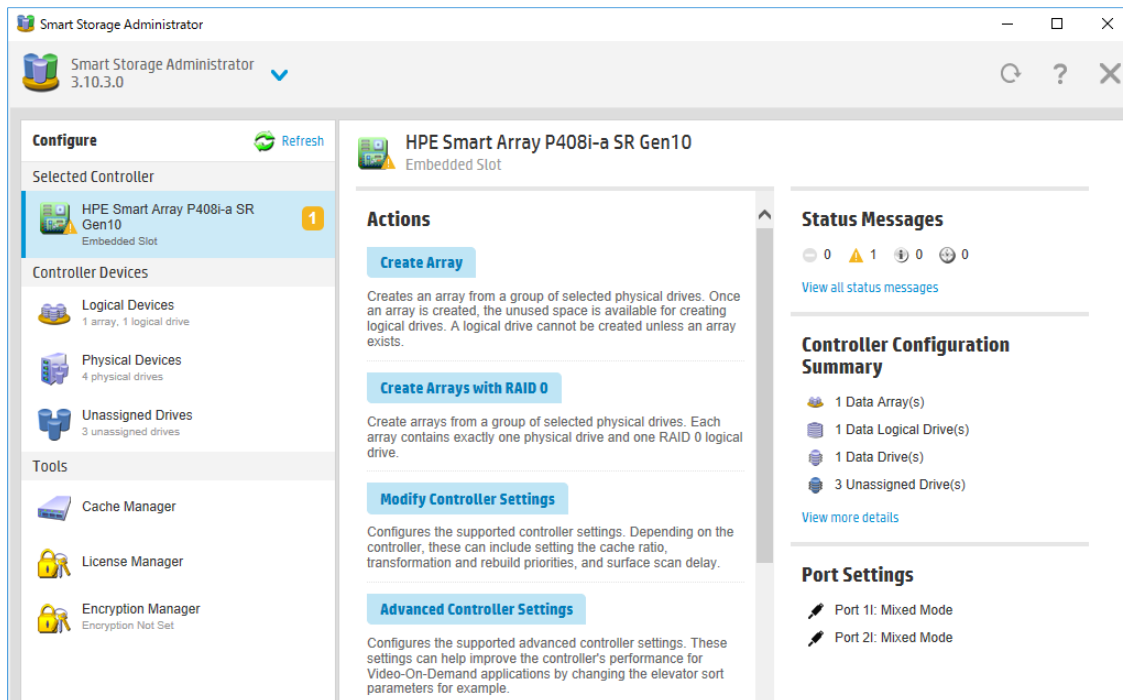 Smart Storage Administrator
Smart Storage Administrator
3.10.3.0
?
Configure
Refresh
Selected Controller
HPE Smart Array P408i-a SR
Gen10
Embedded Slot
1
Controller Devices
Logical Devices
1 array, 1 logical drive
Physical Devices
4 physical drives
Unassigned Drives
3 unassigned drives
Tools
Cache Manager
License Manager
Encryption Manager
Encryption Not Set
HPE Smart Array P408i-a SR Gen10
Embedded Slot
Actions
Create Array
Creates an array from a group of selected physical drives. Once
an array is created, the unused space is available for creating
logical drives. A logical drive cannot be created unless an array
exists.
Create Arrays with RAID 0
Create arrays from a group of selected physical drives. Each
array contains exactly one physical drive and one RAID 0 logical
drive.
Modify Controller Settings
Configures the supported controller settings. Depending on the
controller, these can include setting the cache ratio,
transformation and rebuild priorities, and surface scan delay.
Advanced Controller Settings
Configures the supported advanced controller settings. These
settings can help improve the controller's performance for
Video-On-Demand applications by changing the elevator sort
parameters for example.
Status Messages
0 1 0 0
View all status messages
Controller Configuration
Summary
1 Data Array(s)
1 Data Logical Drive(s)
1 Data Drive(s)
3 Unassigned Drive(s)
View more details
Port Settings
Port 1I: Mixed Mode
Port 2I: Mixed Mode